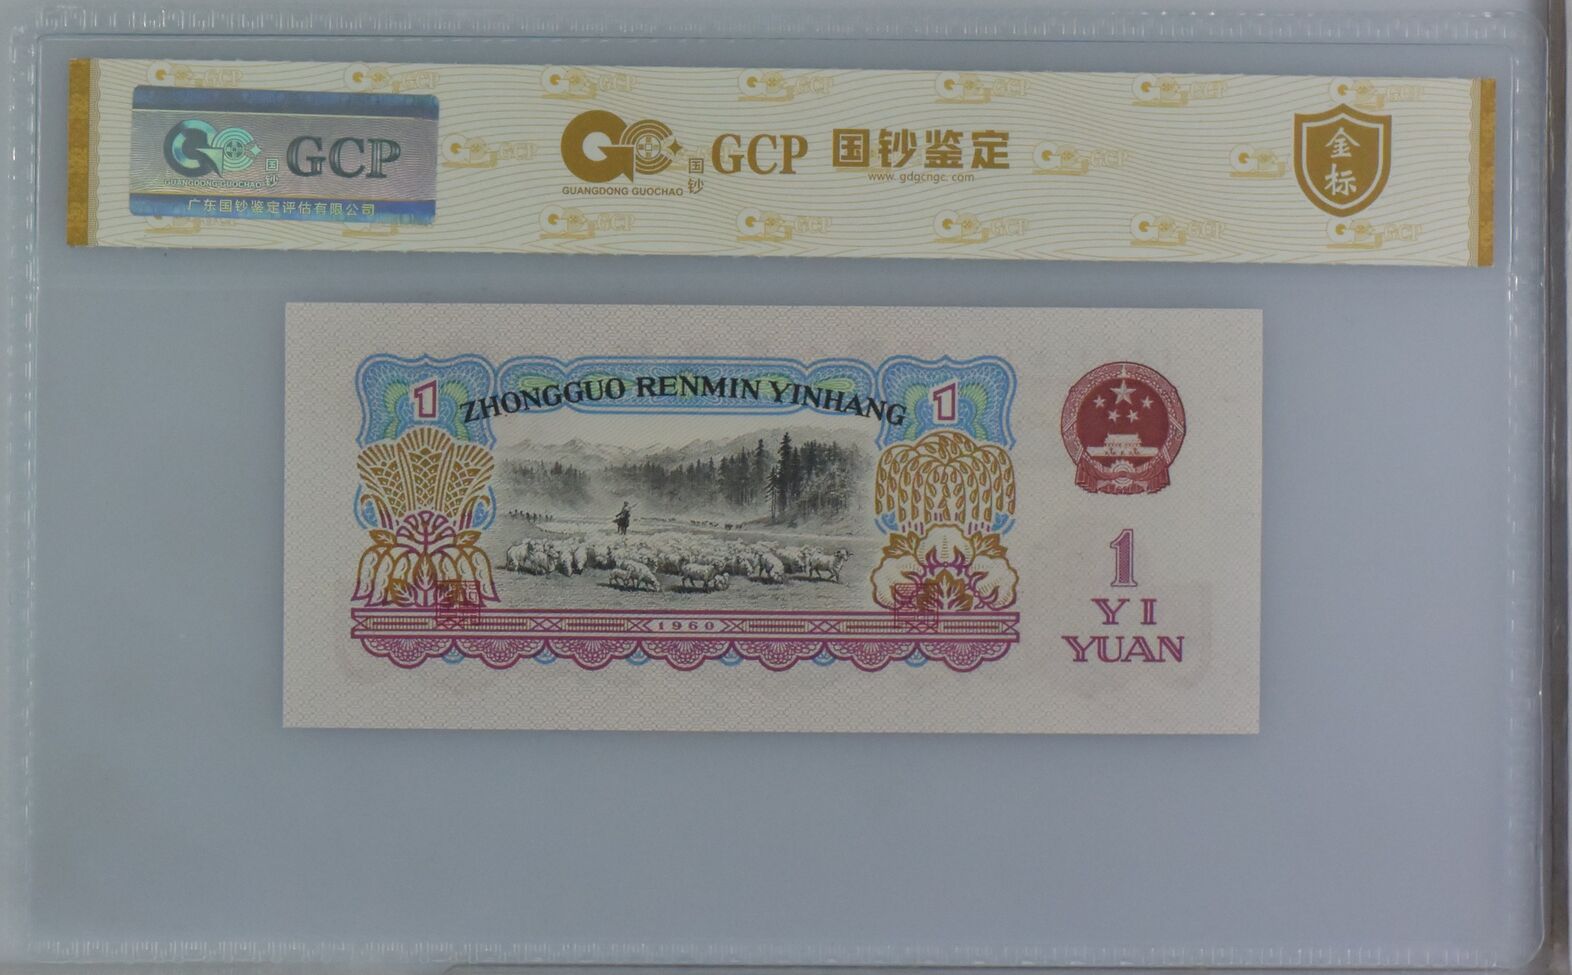 GCP
GUANGDONG GUOCHAO
国钞
广东国钞鉴定评估有限公司
GCP 国钞鉴定
GUANGDONG GUOCHAO
国钞
www.gdgcngc.com
金标
1
ZHONGGUO RENMIN YINHANG
1
1960
1
YI
YUAN